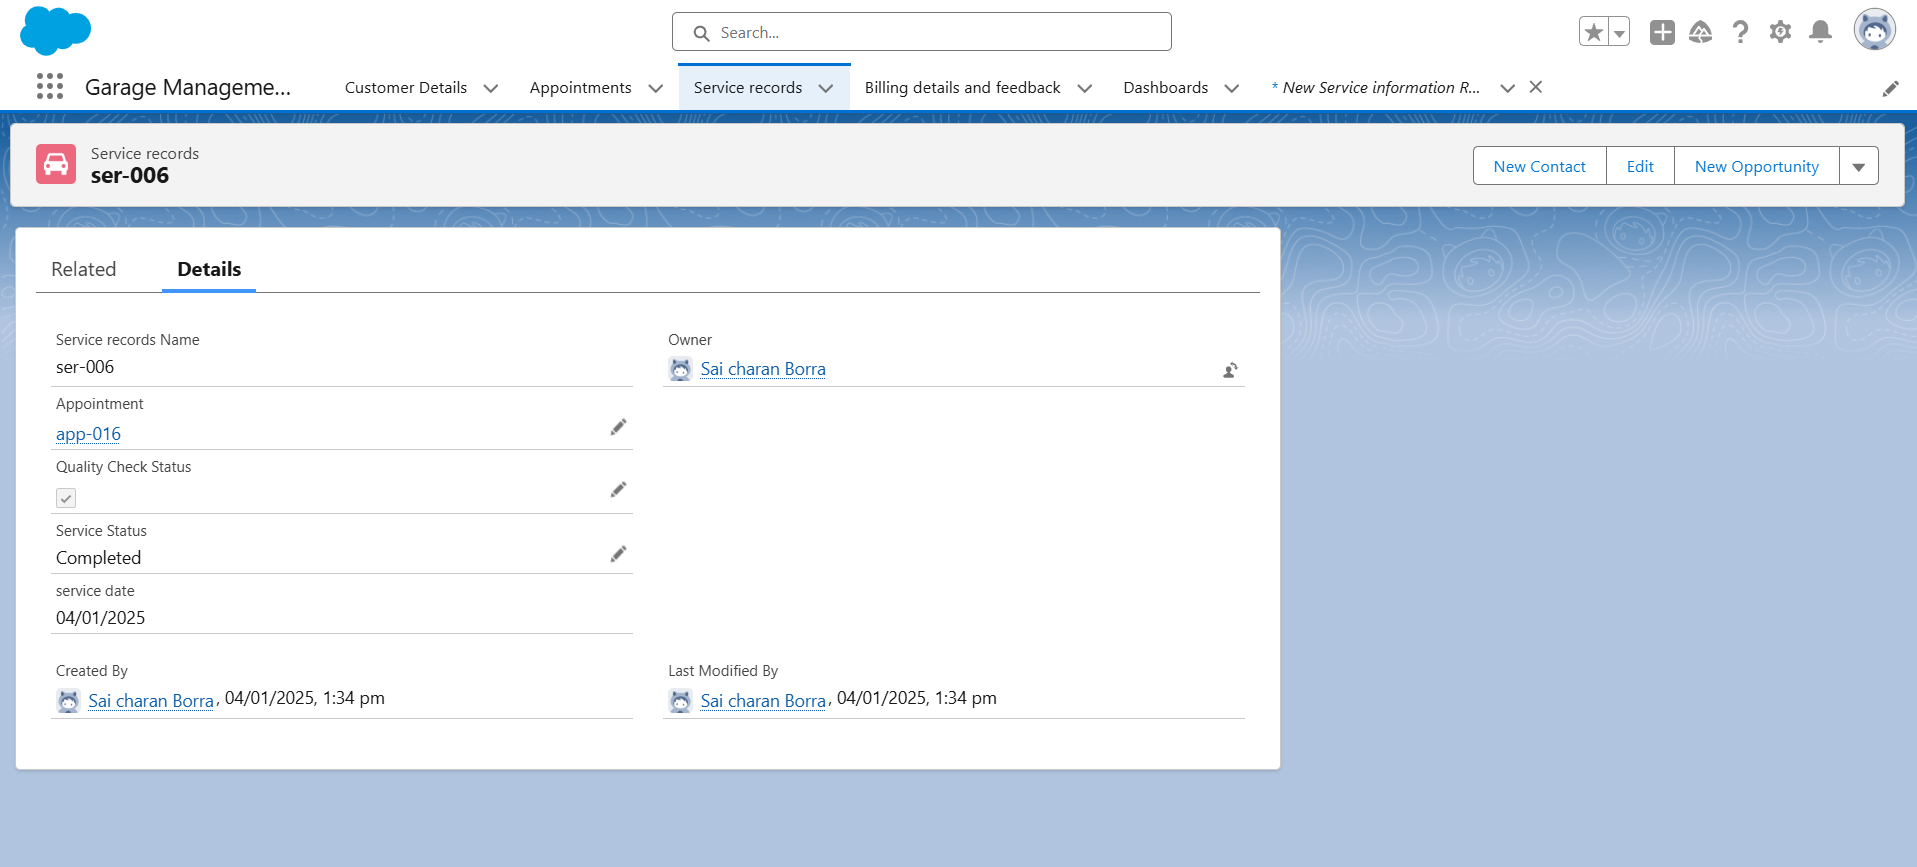 Search...
Garage Manageme...
Customer Details
Appointments
Service records
Billing details and feedback
Dashboards
* New Service information R...
Service records
ser-006
New Contact
Edit
New Opportunity
Related
Details
Service records Name
ser-006
Owner
Sai charan Borra
Appointment
app-016
Quality Check Status
Service Status
Completed
service date
04/01/2025
Created By
Sai charan Borra, 04/01/2025, 1:34 pm
Last Modified By
Sai charan Borra, 04/01/2025, 1:34 pm